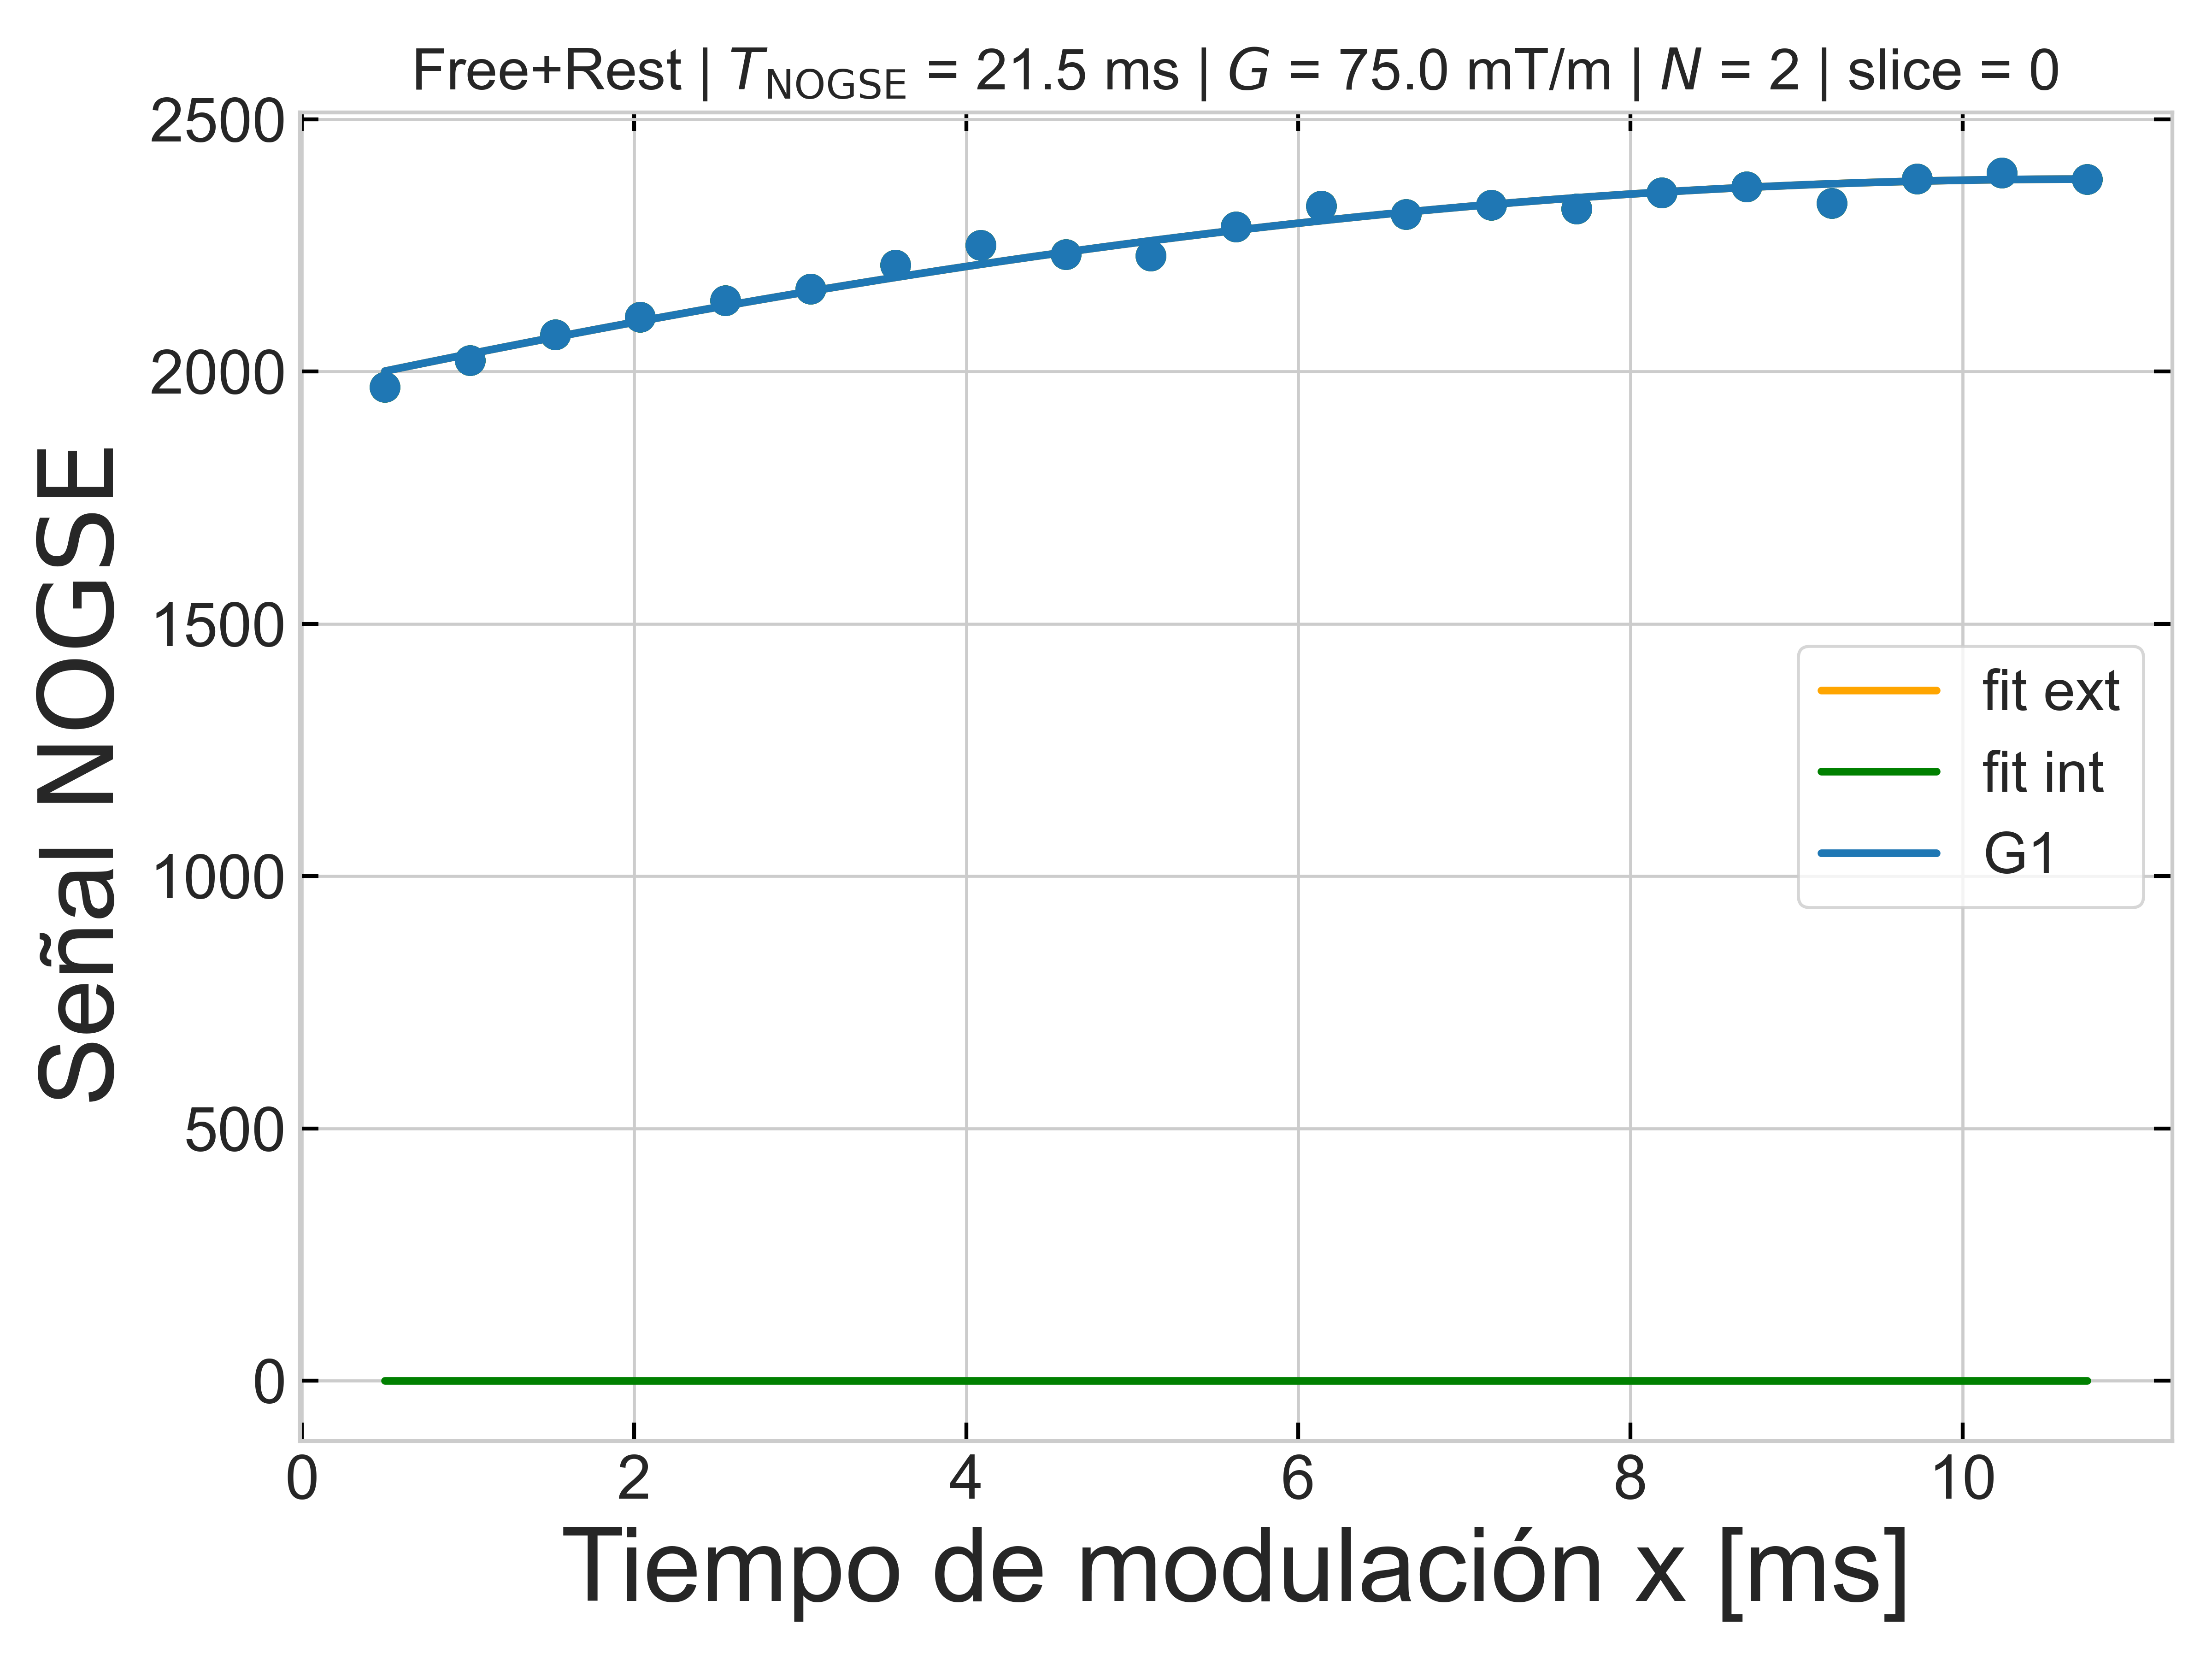 Free+Rest | T_NOGSE = 21.5 ms | G = 75.0 mT/m | N = 2 | slice = 0
2500
2000
1500
1000
500
0
Señal NOGSE
fit ext
fit int
G1
0 2 4 6 8 10
Tiempo de modulación x [ms]